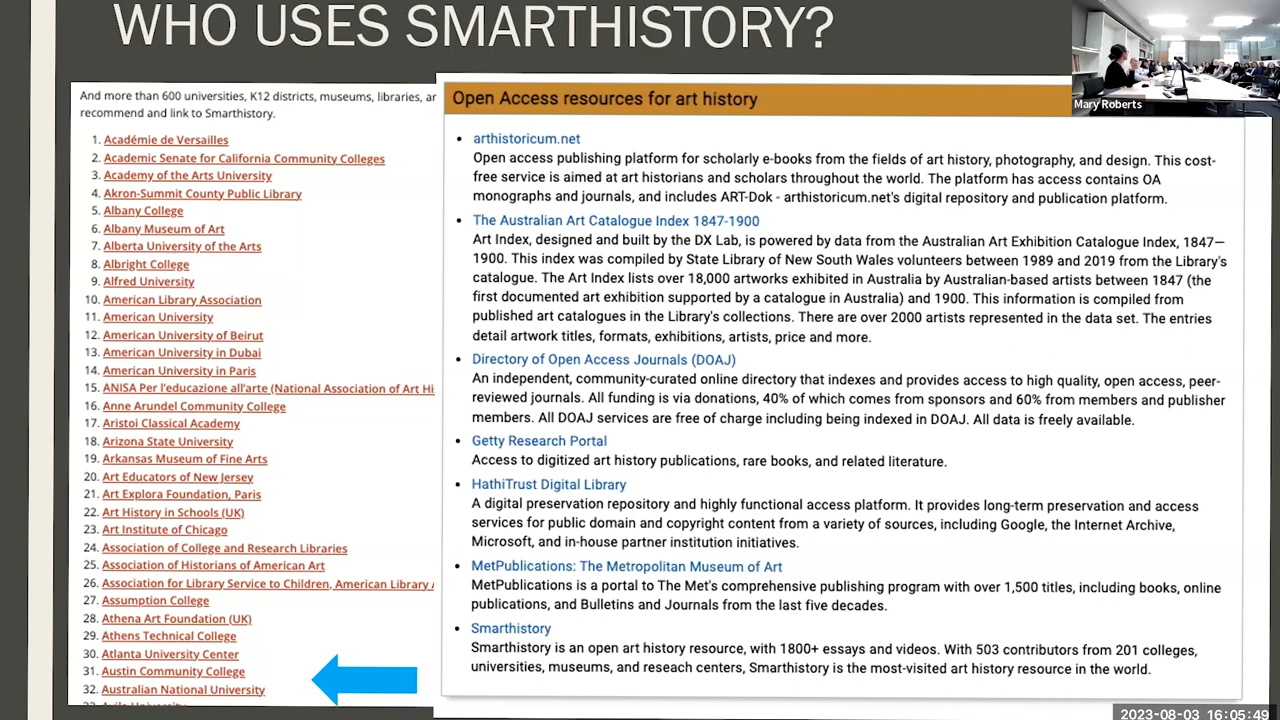 WHO USES SMARTHISTORY?
And more than 600 universities, K12 districts, museums, libraries, ar
recommend and link to Smarthistory.
1. Académie de Versailles
2. Academic Senate for California Community Colleges
3. Academy of the Arts University
4. Akron-Summit County Public Library
5. Albany College
6. Albany Museum of Art
7. Alberta University of the Arts
8. Albright College
9. Alfred University
10. American Library Association
11. American University
12. American University of Beirut
13. American University in Dubai
14. American University in Paris
15. ANISA Per l'educazione all'arte (National Association of Art Hi
16. Anne Arundel Community College
17. Aristoi Classical Academy
18. Arizona State University
19. Arkansas Museum of Fine Arts
20. Art Educators of New Jersey
21. Art Explora Foundation, Paris
22. Art History in Schools (UK)
23. Art Institute of Chicago
24. Association of College and Research Libraries
25. Association of Historians of American Art
26. Association for Library Service to Children, American Library
27. Assumption College
28. Athena Art Foundation (UK)
29. Athens Technical College
30. Atlanta University Center
31. Austin Community College
32. Australian National University
Open Access resources for art history
• arthistoricum.net
Open access publishing platform for scholarly e-books from the fields of art history, photography, and design. This cost-
free service is aimed at art historians and scholars throughout the world. The platform has access contains OA
monographs and journals, and includes ART-Dok - arthistoricum.net's digital repository and publication platform.
• The Australian Art Catalogue Index 1847-1900
Art Index, designed and built by the DX Lab, is powered by data from the Australian Art Exhibition Catalogue Index, 1847–
1900. This index was compiled by State Library of New South Wales volunteers between 1989 and 2019 from the Library's
catalogue. The Art Index lists over 18,000 artworks exhibited in Australia by Australian-based artists between 1847 (the
first documented art exhibition supported by a catalogue in Australia) and 1900. This information is compiled from
published art catalogues in the Library's collections. There are over 2000 artists represented in the data set. The entries
detail artwork titles, formats, exhibitions, artists, price and more.
• Directory of Open Access Journals (DOAJ)
An independent, community-curated online directory that indexes and provides access to high quality, open access, peer-
reviewed journals. All funding is via donations, 40% of which comes from sponsors and 60% from members and publisher
members. All DOAJ services are free of charge including being indexed in DOAJ. All data is freely available.
• Getty Research Portal
Access to digitized art history publications, rare books, and related literature.
• HathiTrust Digital Library
A digital preservation repository and highly functional access platform. It provides long-term preservation and access
services for public domain and copyright content from a variety of sources, including Google, the Internet Archive,
Microsoft, and in-house partner institution initiatives.
• MetPublications: The Metropolitan Museum of Art
MetPublications is a portal to The Met's comprehensive publishing program with over 1,500 titles, including books, online
publications, and Bulletins and Journals from the last five decades.
• Smarthistory
Smarthistory is an open art history resource, with 1800+ essays and videos. With 503 contributors from 201 colleges,
universities, museums, and reseach centers, Smarthistory is the most-visited art history resource in the world.
Mary Roberts
2023-08-03 16:05:49